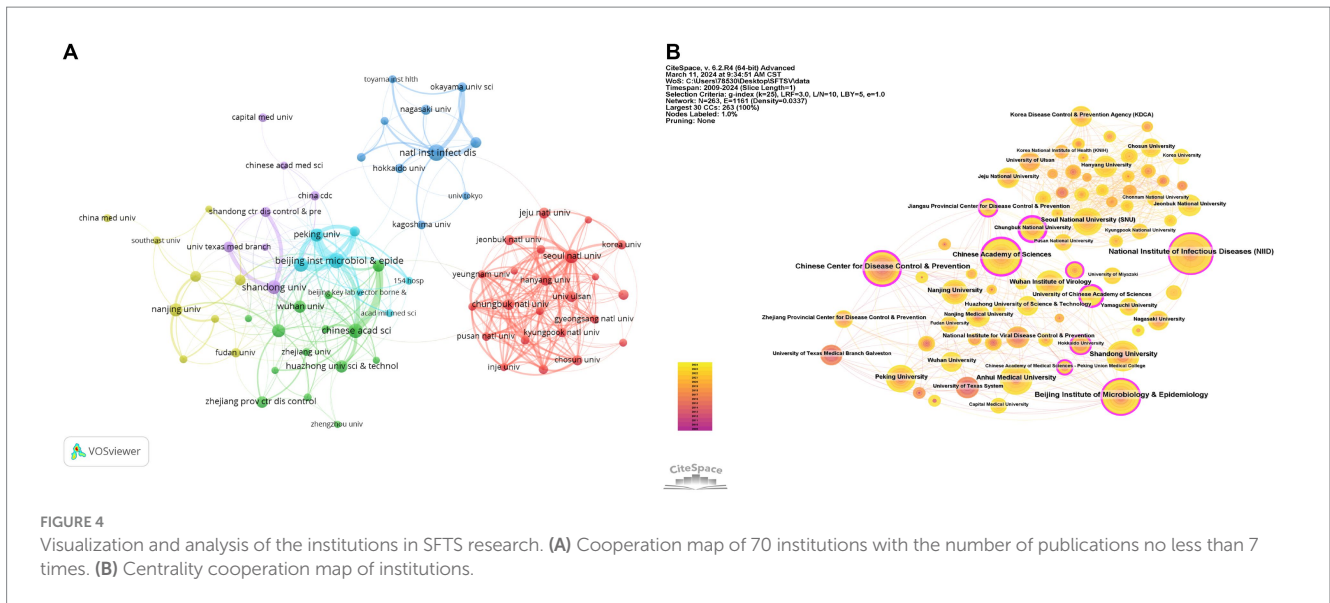 A
toyama inst hlth
okayama univ sci
nagasaki univ
capital med univ
natl inst infect dis
chinese acad med sci
hokkaido univ
china cdc
univ tokyo
shandong ctr dis control & pre
china med univ
kagoshima univ
jeju natl univ
peking univ
southeast univ
univ texas med branch
jeonbuk natl univ
korea univ
seoul natl univ
beijing inst microbiol & epide
yeungnam univ
154 hosp
hanyang univ
shandong univ
beijing key lab vector borne &
univ ulsan
nanjing univ
wuhan univ
acad mil med sci
chungbuk natl univ
gyeongsang natl univ
chinese acad sci
kyungpook natl univ
pusan natl univ
fudan univ
zhejiang univ
chosun univ
huazhong univ sci & technol
inje univ
zhejiang prov ctr dis control
zhengzhou univ
VOSviewer
B
CiteSpace, v. 6.2.R4 (64-bit) Advanced
March 11, 2024 at 9:34:51 AM CST
WoS: C:\Users\78530\Desktop\SFTSV\data
Timespan: 2009-2024 (Slice Length=1)
Selection Criteria: g-index (k=25), LRF=3.0, L/N=10, LBY=5, e=1.0
Network: N=263, E=1161 (Density=0.0337)
Largest 30 CCs: 263 (100%)
Nodes Labeled: 1.0%
Pruning: None
Korea Disease Control & Prevention Agency (KDCA)
Chosun University
Korea National Institute of Health (KNIH)
Korea University
University of Ulsan
Hanyang University
Jeju National University
Chonnam National University
Jeonbuk National University
Jiangsu Provincial Center for Disease Control & Prevention
Seoul National University (SNU)
Chungbuk National University
Kyungpook National University
Pusan National University
National Institute of Infectious Diseases (NIID)
Chinese Academy of Sciences
Chinese Center for Disease Control & Prevention
University of Miyazaki
Wuhan Institute of Virology
Nanjing University
University of Chinese Academy of Sciences
Huazhong University of Science & Technology
Yamaguchi University
Nanjing Medical University
Zhejiang Provincial Center for Disease Control & Prevention
Nagasaki University
Fudan University
National Institute for Viral Disease Control & Prevention
Hokkaido University
University of Texas Medical Branch Galveston
Shandong University
Wuhan University
Chinese Academy of Medical Sciences - Peking Union Medical College
Peking University
Anhui Medical University
University of Texas System
Beijing Institute of Microbiology & Epidemiology
Capital Medical University
CiteSpace
FIGURE 4
Visualization and analysis of the institutions in SFTS research. (A) Cooperation map of 70 institutions with the number of publications no less than 7
times. (B) Centrality cooperation map of institutions.